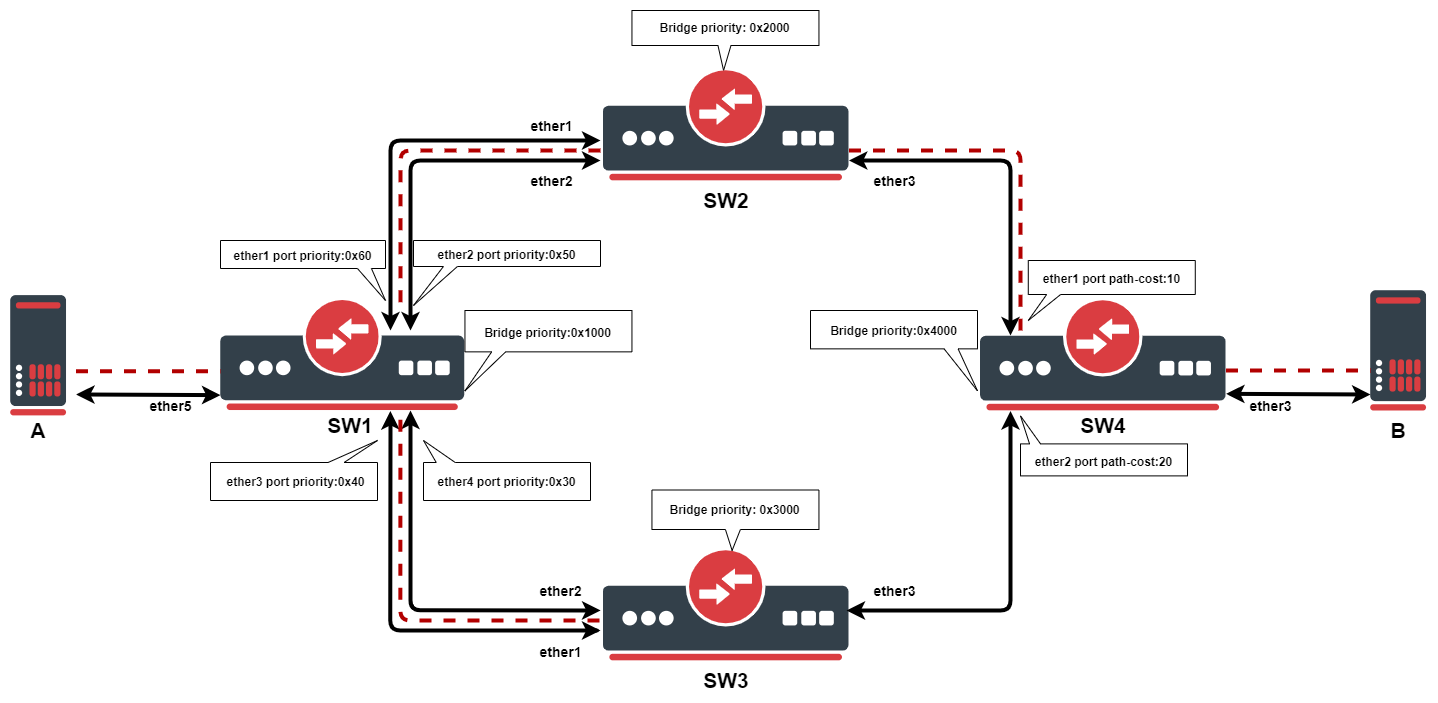 Bridge priority: 0x2000
ether1
ether2
ether3
SW2
ether1 port priority:0x60
ether2 port priority:0x50
ether1 port path-cost:10
Bridge priority:0x1000
Bridge priority:0x4000
ether5
ether3
A
SW1
SW4
B
ether3 port priority:0x40
ether4 port priority:0x30
ether2 port path-cost:20
Bridge priority: 0x3000
ether2
ether3
ether1
SW3